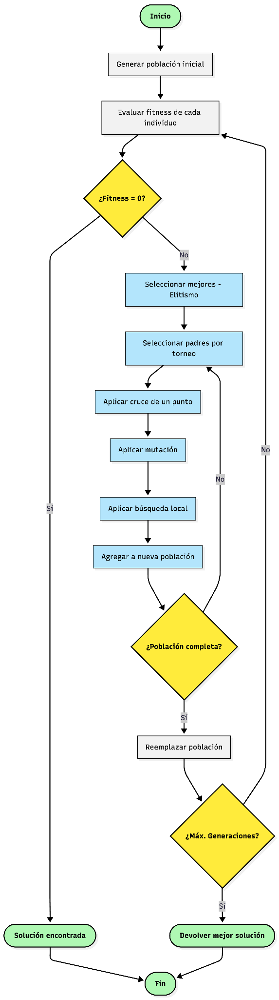 Inicio
Generar población inicial
Evaluar fitness de cada
individuo
¿Fitness = 0?
No
Seleccionar mejores -
Elitismo
Seleccionar padres por
torneo
Aplicar cruce de un punto
Aplicar mutación
No
No
Sí
Aplicar búsqueda local
Agregar a nueva población
¿Población completa?
Sí
Reemplazar población
¿Máx. Generaciones?
Sí
Solución encontrada
Devolver mejor solución
Fin